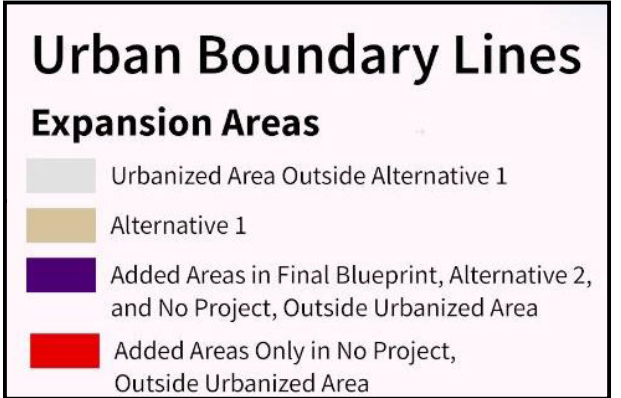 Urban Boundary Lines
Expansion Areas
Urbanized Area Outside Alternative 1
Alternative 1
Added Areas in Final Blueprint, Alternative 2,
and No Project, Outside Urbanized Area
Added Areas Only in No Project,
Outside Urbanized Area